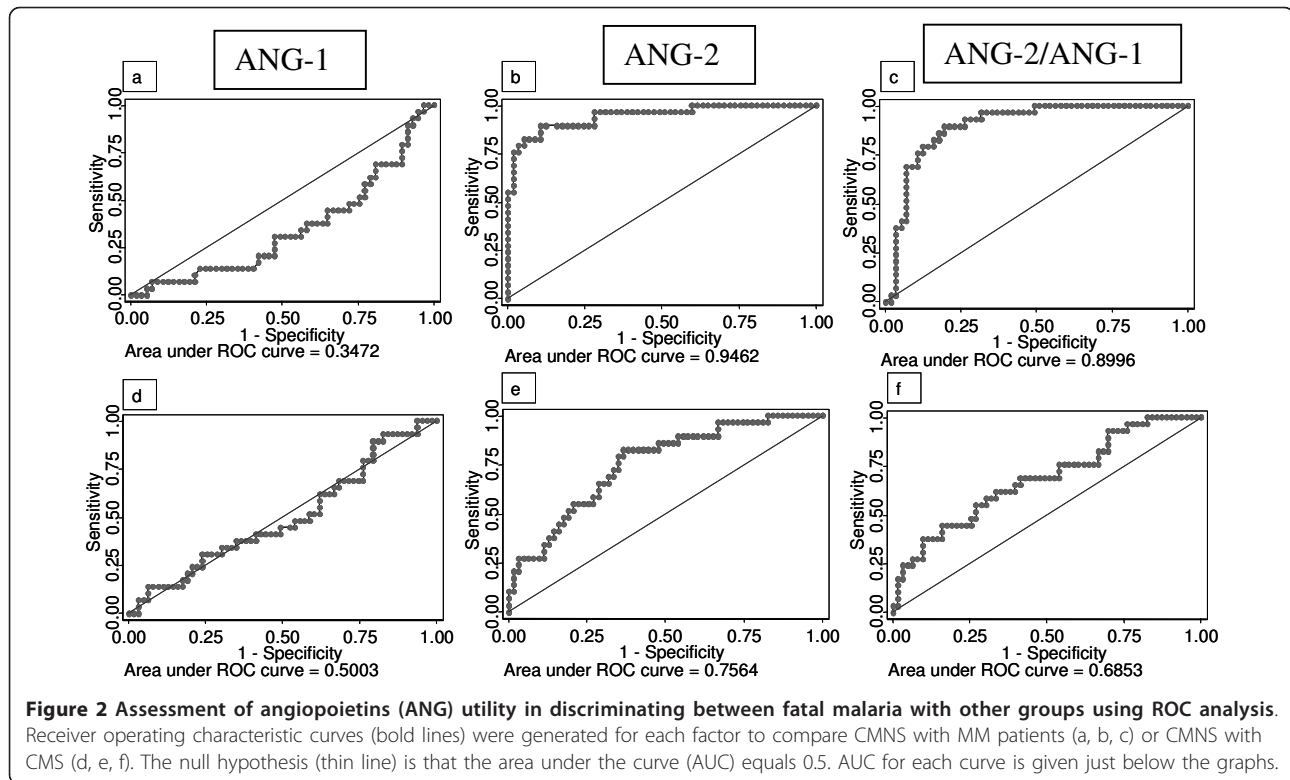 ANG-1
ANG-2
ANG-2/ANG-1
a
Sensitivity
0.00 0.25 0.50 0.75 1.00
0.00 0.25 0.50 0.75 1.00
1 - Specificity
Area under ROC curve = 0.3472
b
Sensitivity
0.00 0.25 0.50 0.75 1.00
0.00 0.25 0.50 0.75 1.00
1 - Specificity
Area under ROC curve = 0.9462
c
Sensitivity
0.00 0.25 0.50 0.75 1.00
0.00 0.25 0.50 0.75 1.00
1 - Specificity
Area under ROC curve = 0.8996
d
Sensitivity
0.00 0.25 0.50 0.75 1.00
0.00 0.25 0.50 0.75 1.00
1 - Specificity
Area under ROC curve = 0.5003
e
Sensitivity
0.00 0.25 0.50 0.75 1.00
0.00 0.25 0.50 0.75 1.00
1 - Specificity
Area under ROC curve = 0.7564
f
Sensitivity
0.00 0.25 0.50 0.75 1.00
0.00 0.25 0.50 0.75 1.00
1 - Specificity
Area under ROC curve = 0.6853
Figure 2 Assessment of angiopoietins (ANG) utility in discriminating between fatal malaria with other groups using ROC analysis.
Receiver operating characteristic curves (bold lines) were generated for each factor to compare CMNS with MM patients (a, b, c) or CMNS with
CMS (d, e, f). The null hypothesis (thin line) is that the area under the curve (AUC) equals 0.5. AUC for each curve is given just below the graphs.